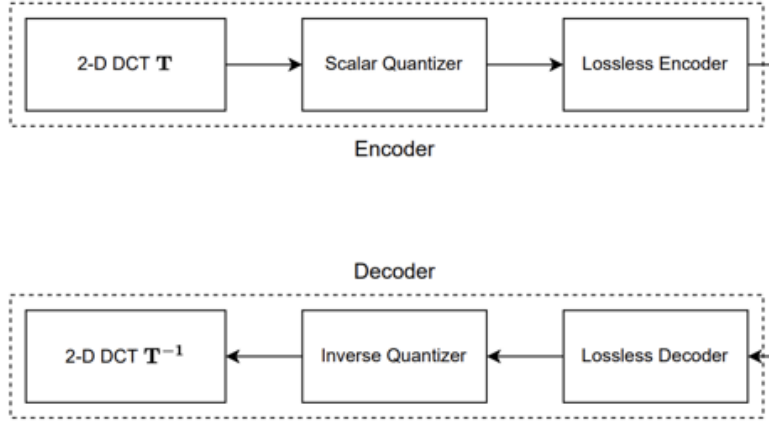 2-D DCT T
Scalar Quantizer
Lossless Encoder
Encoder
Decoder
2-D DCT T⁻¹
Inverse Quantizer
Lossless Decoder